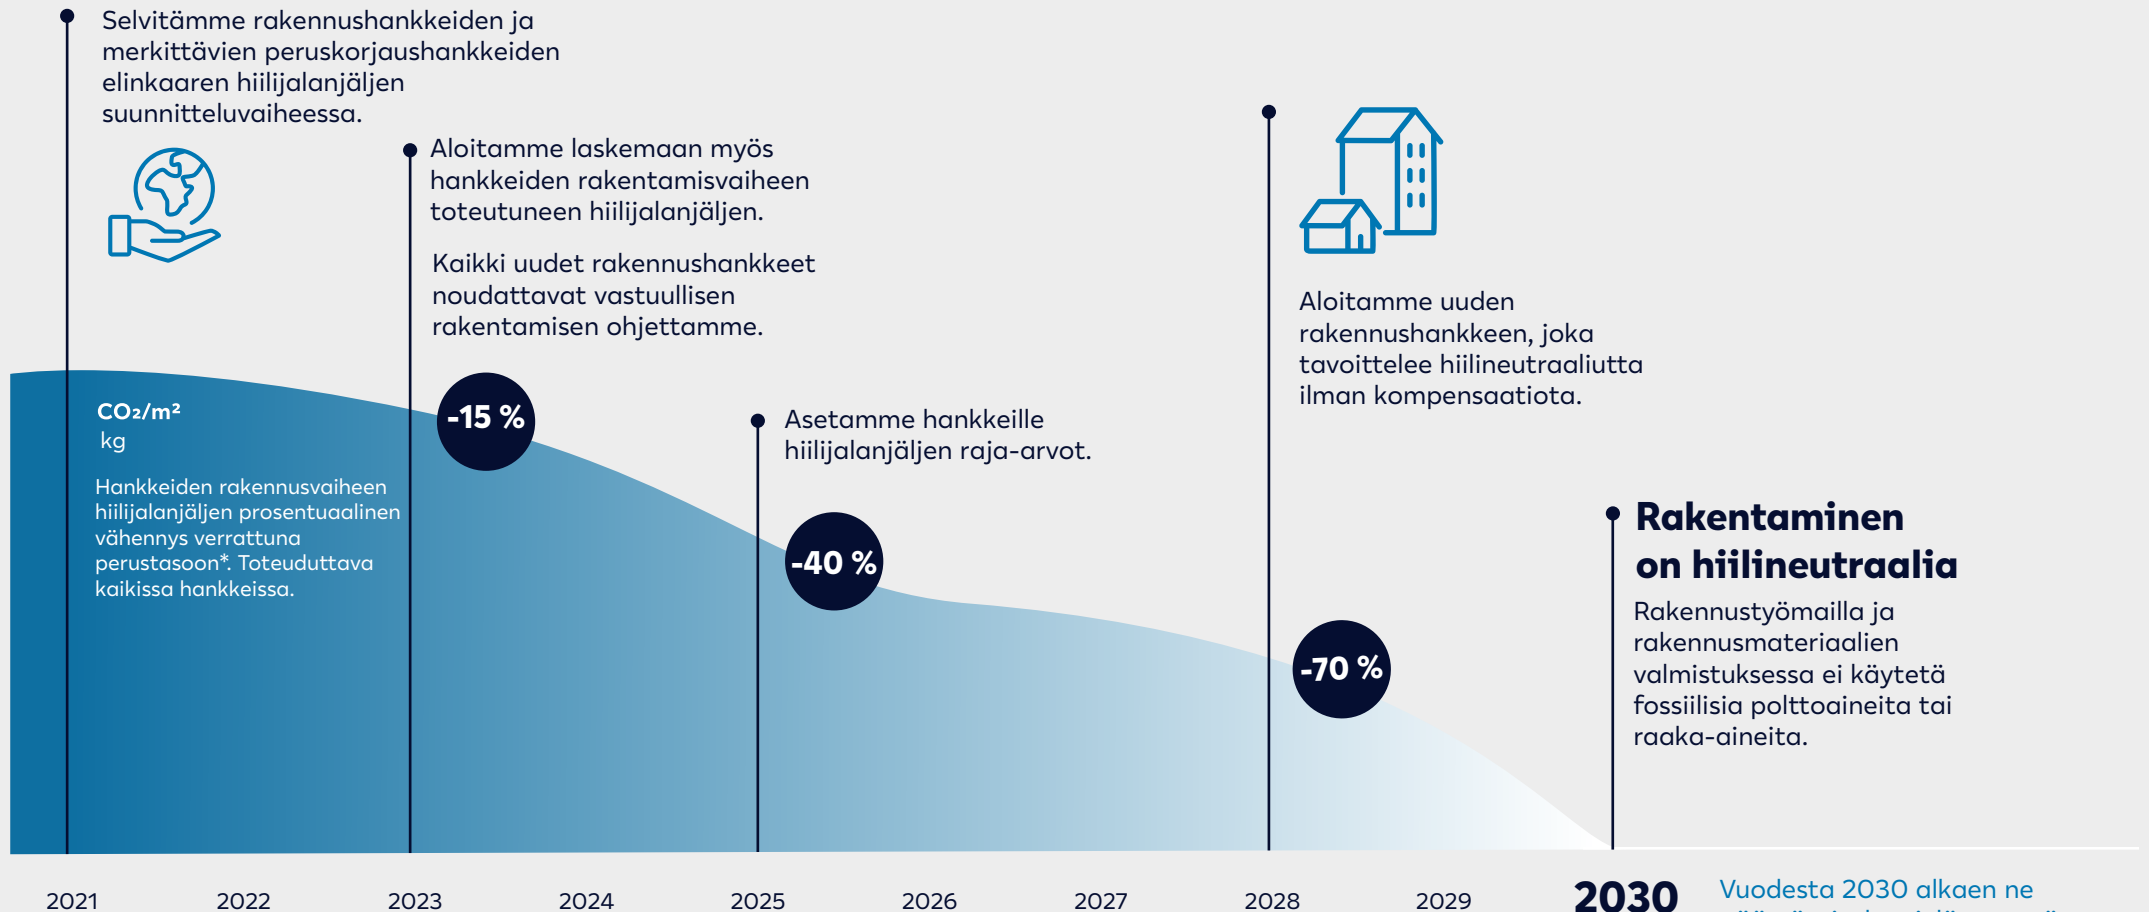 Selvitämme rakennushankkeiden ja
merkittävien peruskorjaushankkeiden
elinkaaren hiilijalanjäljen
suunnitteluvaiheessa.
Aloitamme laskemaan myös
hankkeiden rakentamisvaiheen
toteutuneen hiilijalanjäljen.
Kaikki uudet rakennushankkeet
noudattavat vastuullisen
rakentamisen ohjettamme.
Aloitamme uuden
rakennushankkeen, joka
tavoittelee hiilineutraaliutta
ilman kompensaatiota.
CO₂/m²
kg
Hankkeiden rakennusvaiheen
hiilijalanjäljen prosentuaalinen
vähennys verrattuna
perustasoon*. Toteuduttava
kaikissa hankkeissa.
-15 %
Asetamme hankkeille
hiilijalanjäljen raja-arvot.
-40 %
-70 %
Rakentaminen
on hiilineutraalia
Rakennustyömailla ja
rakennusmateriaalien
valmistuksessa ei käytetä
fossiilisia polttoaineita tai
raaka-aineita.
2021 2022 2023 2024 2025 2026 2027 2028 2029 2030
Vuodesta 2030 alkaen ne